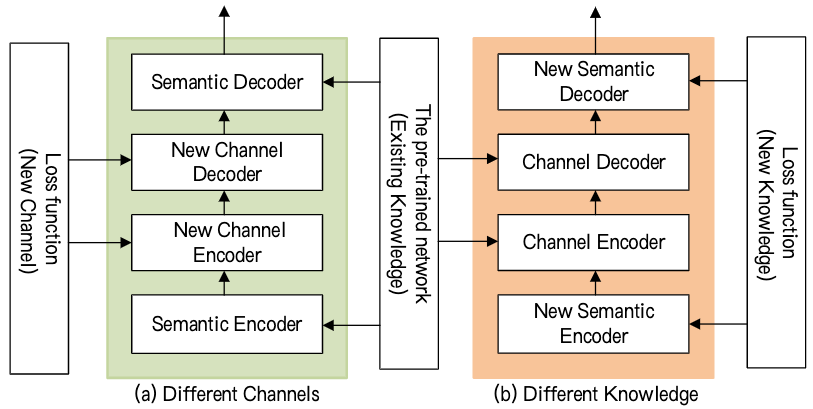 Loss function
(New Channel)
Semantic Decoder
New Channel
Decoder
New Channel
Encoder
Semantic Encoder
(a) Different Channels
The pre-trained network
(Existing Knowledge)
New Semantic
Decoder
Channel Decoder
Channel Encoder
New Semantic
Encoder
(b) Different Knowledge
Loss function
(New Knowledge)